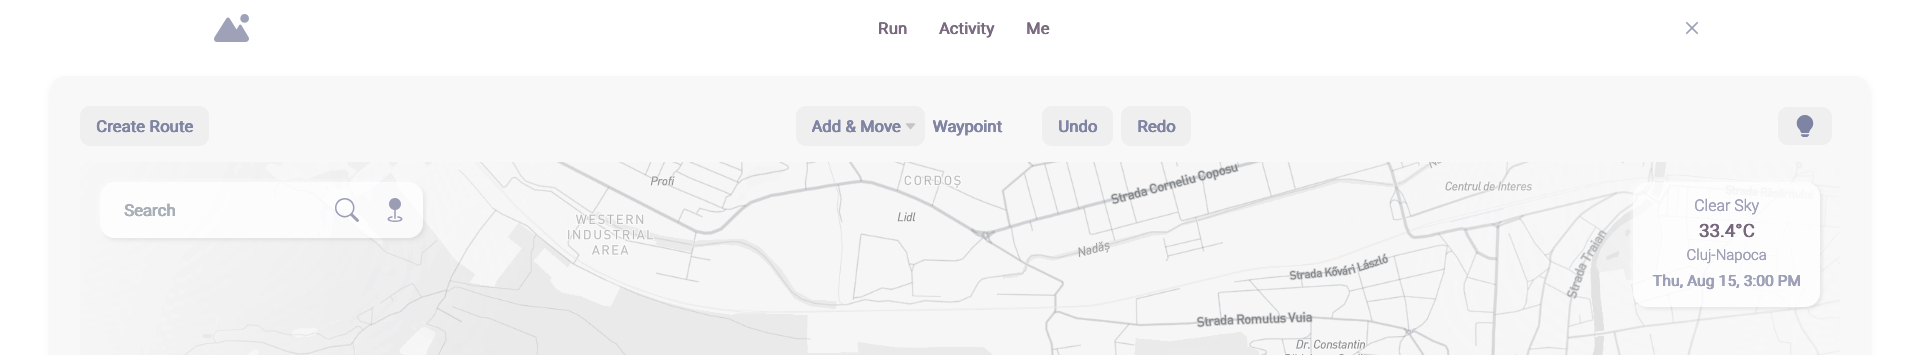 Run Activity Me
Create Route
Add & Move
Waypoint
Undo
Redo
Search
Profi
CORDOȘ
Strada Corneliu Coposu
Centrul de Interes
WESTERN
INDUSTRIAL
AREA
Lidl
Nadăș
Strada Kővári László
Strada Traian
Clear Sky
33.4°C
Cluj-Napoca
Thu, Aug 15, 3:00 PM
Strada Romulus Vuia
Dr. Constantin